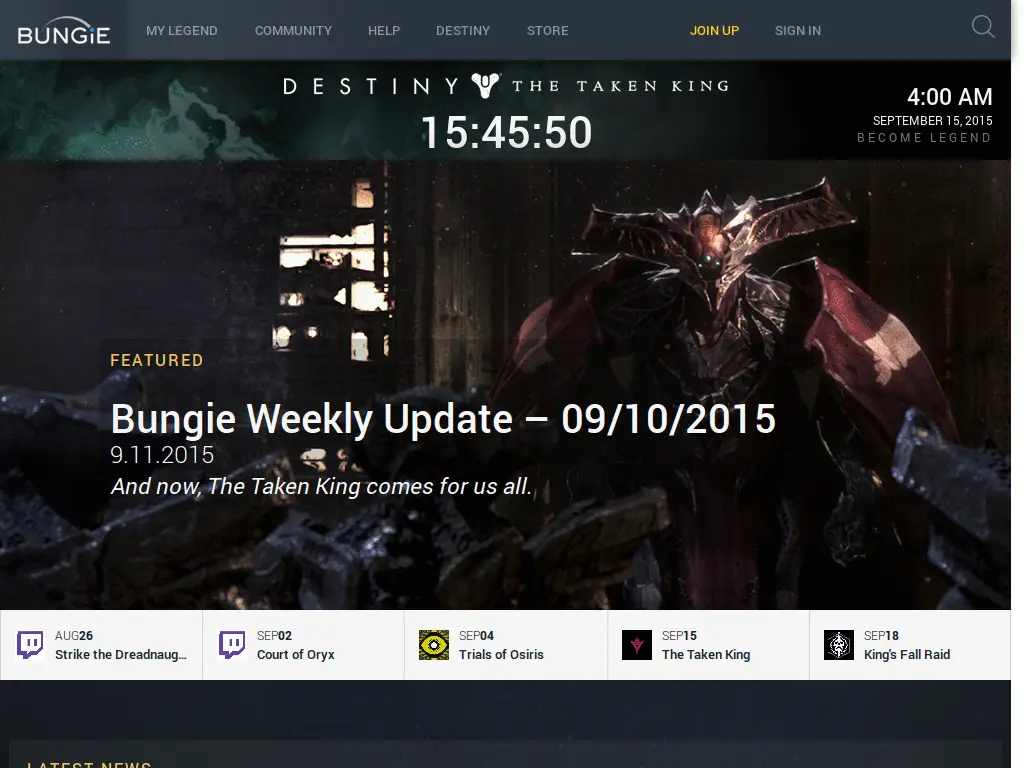 BUNGiE
MY LEGEND
COMMUNITY
HELP
DESTINY
STORE
JOIN UP
SIGN IN
DESTINY THE TAKEN KING
15:45:50
4:00 AM
SEPTEMBER 15, 2015
BECOME LEGEND
FEATURED
Bungie Weekly Update – 09/10/2015
9.11.2015
And now, The Taken King comes for us all.
AUG26
Strike the Dreadnaug...
SEP02
Court of Oryx
SEP04
Trials of Osiris
SEP15
The Taken King
SEP18
King's Fall Raid
LATEST NEWS